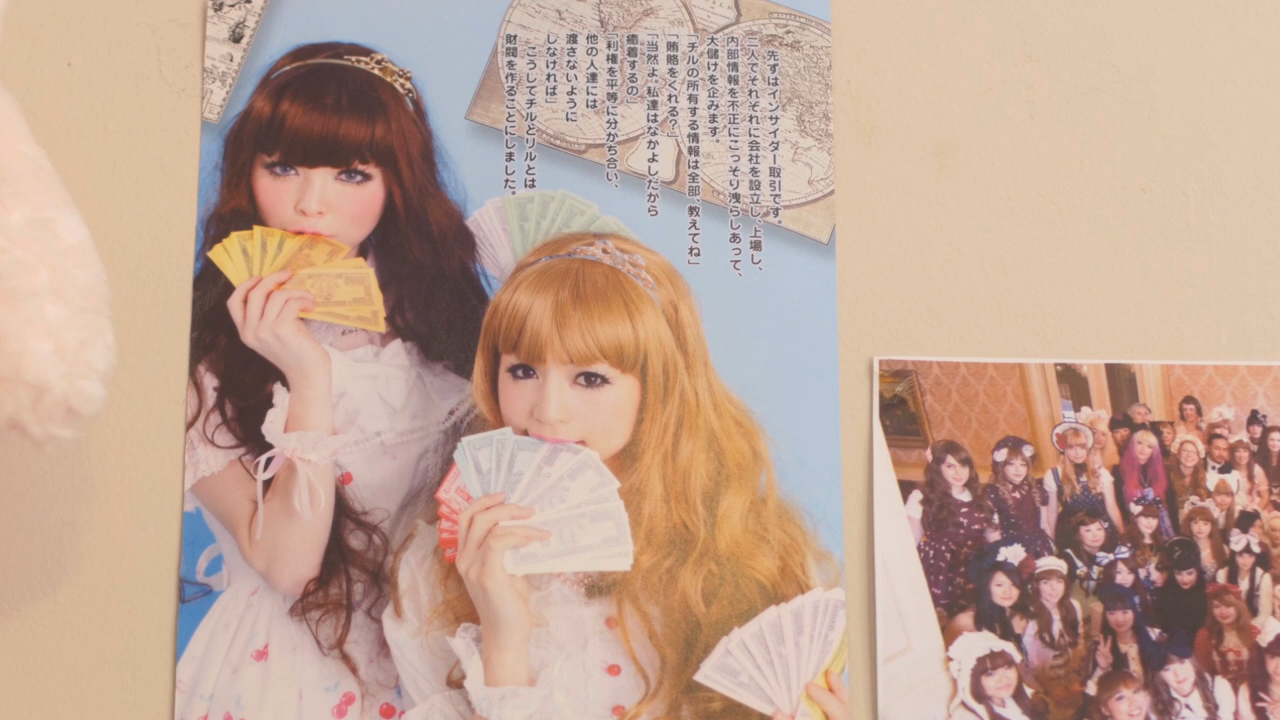 先ずはインサイダー取引です。
二人でそれぞれに会社を設立し、上場し、
内部情報を不正にこっそり洩らしあって、
大儲けを企みます。
「チルの所有する情報は全部、教えてね」
「賄賂をくれる?」
「当然よ…私達はなかよしだから
癒着するの」
「利権を平等に分かち合い、
他の人達には
渡さないように
しなければ」
こうしてチルとリルとは
財閥を作ることにしました。